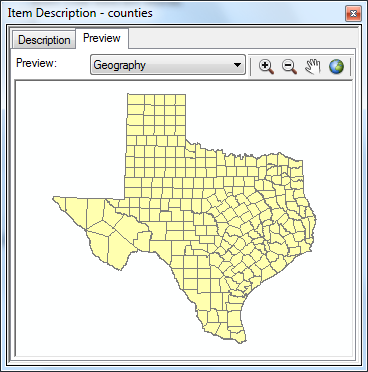 Item Description - counties
Description Preview
Preview: Geography